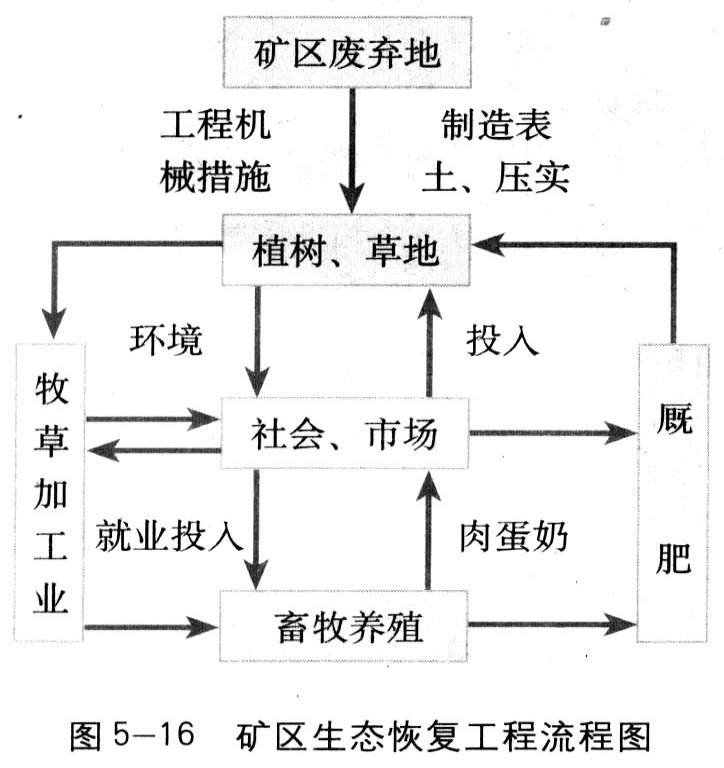 矿区废弃地
工程机
械措施
制造表
土、压实
植树、草地
环境
投入
牧草加工业
社会、市场
厩肥
就业投入
肉蛋奶
畜牧养殖
图5-16 矿区生态恢复工程流程图